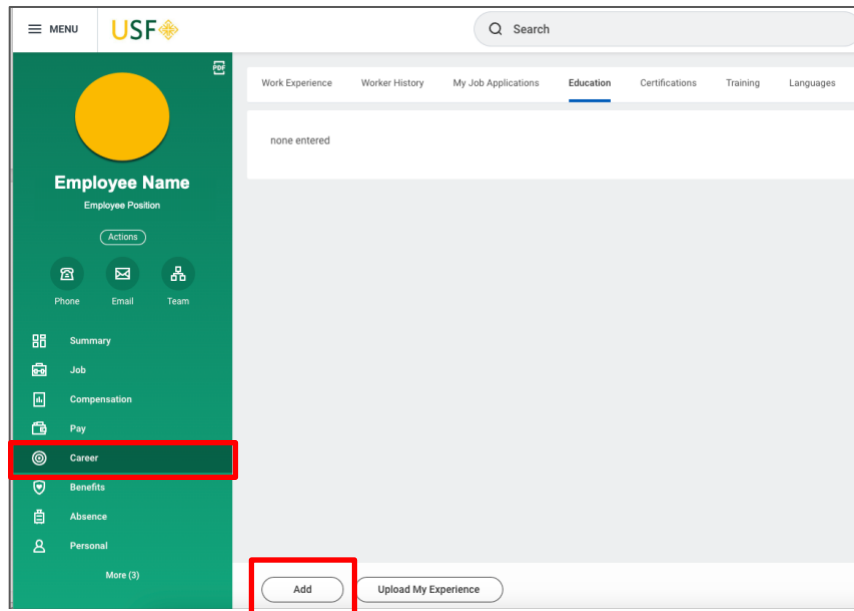 MENU
USF
Search
PDF
Employee Name
Employee Position
Actions
Phone Email Team
Summary
Job
Compensation
Pay
Career
Benefits
Absence
Personal
More (3)
Work Experience Worker History My Job Applications Education Certifications Training Languages
none entered
Add Upload My Experience